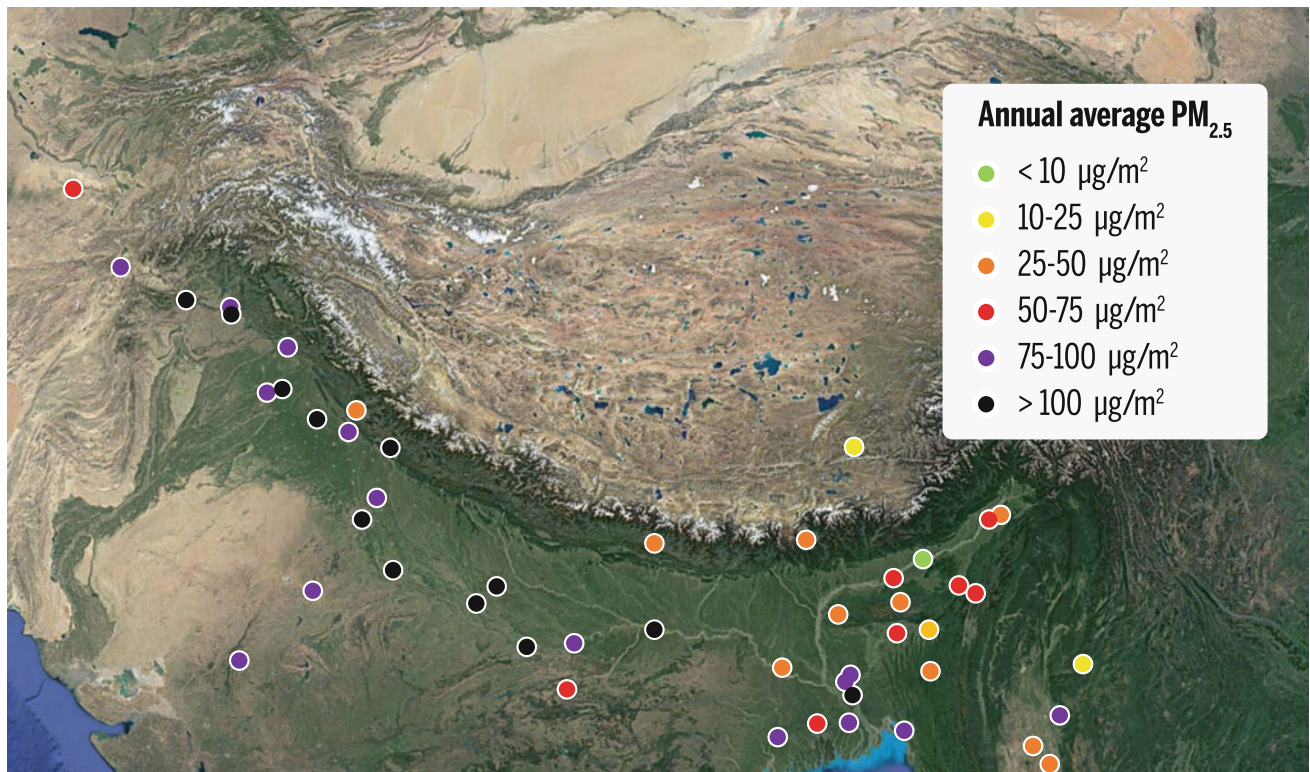 Annual average PM₂.₅
< 10 µg/m²
10-25 µg/m²
25-50 µg/m²
50-75 µg/m²
75-100 µg/m²
> 100 µg/m²